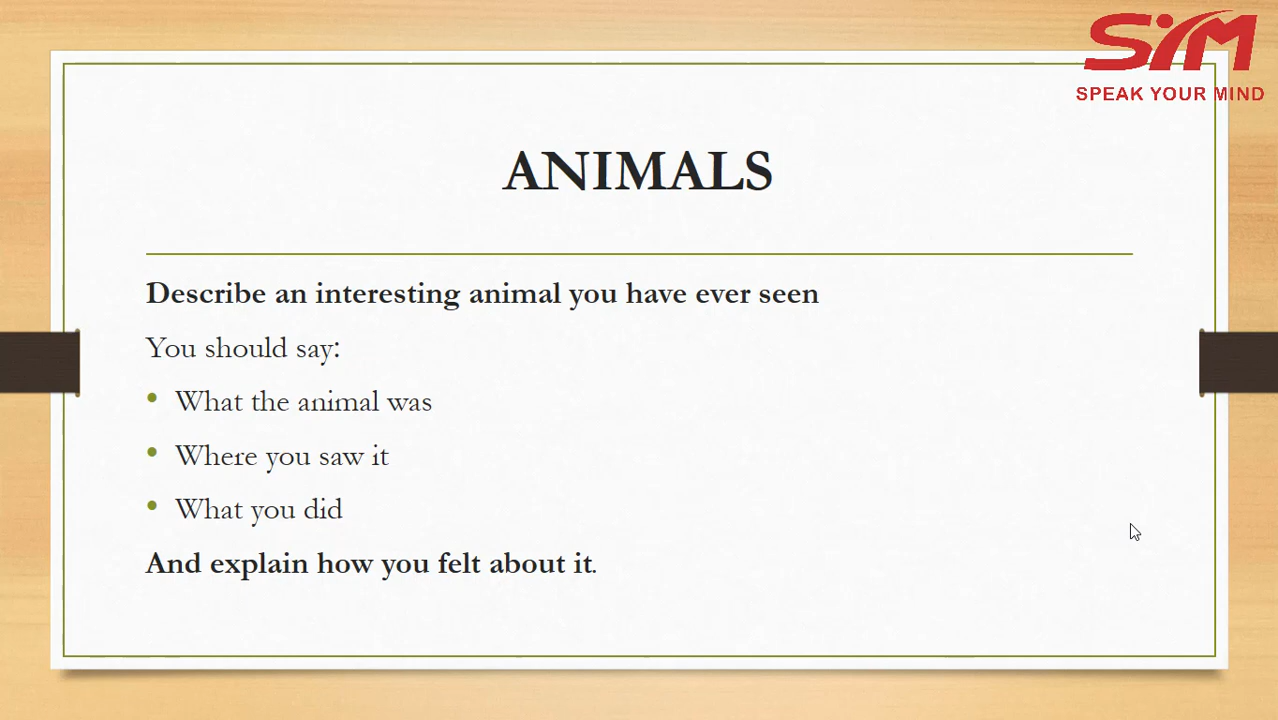 SYM
SPEAK YOUR MIND
ANIMALS
Describe an interesting animal you have ever seen
You should say:
• What the animal was
• Where you saw it
• What you did
And explain how you felt about it.